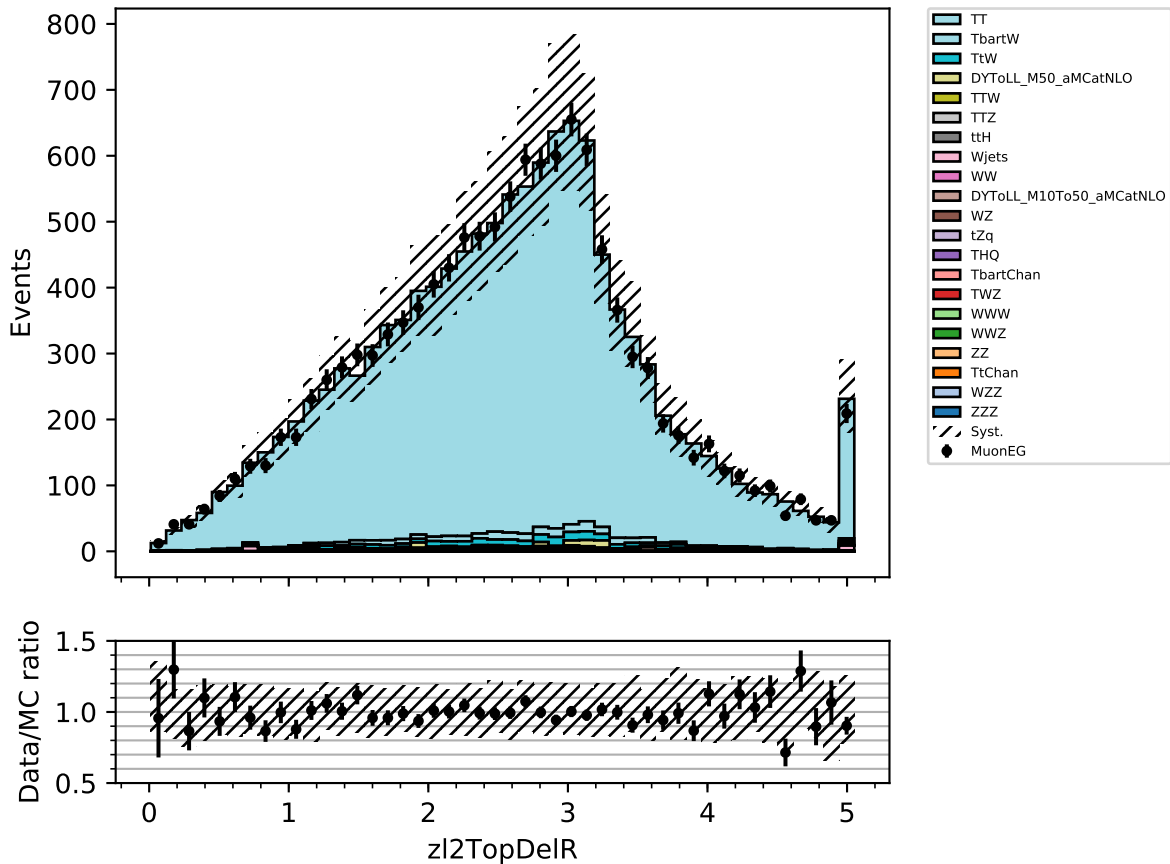 800
700
600
500
400
300
200
100
0
Events
TT
TbartW
TtW
DYToLL_M50_aMCatNLO
TTW
TTZ
ttH
Wjets
WW
DYToLL_M10To50_aMCatNLO
WZ
tZq
THQ
TbartChan
TWZ
WWW
WWZ
ZZ
TtChan
WZZ
ZZZ
Syst.
MuonEG
1.5
1.0
0.5
Data/MC ratio
0 1 2 3 4 5
zl2TopDelR